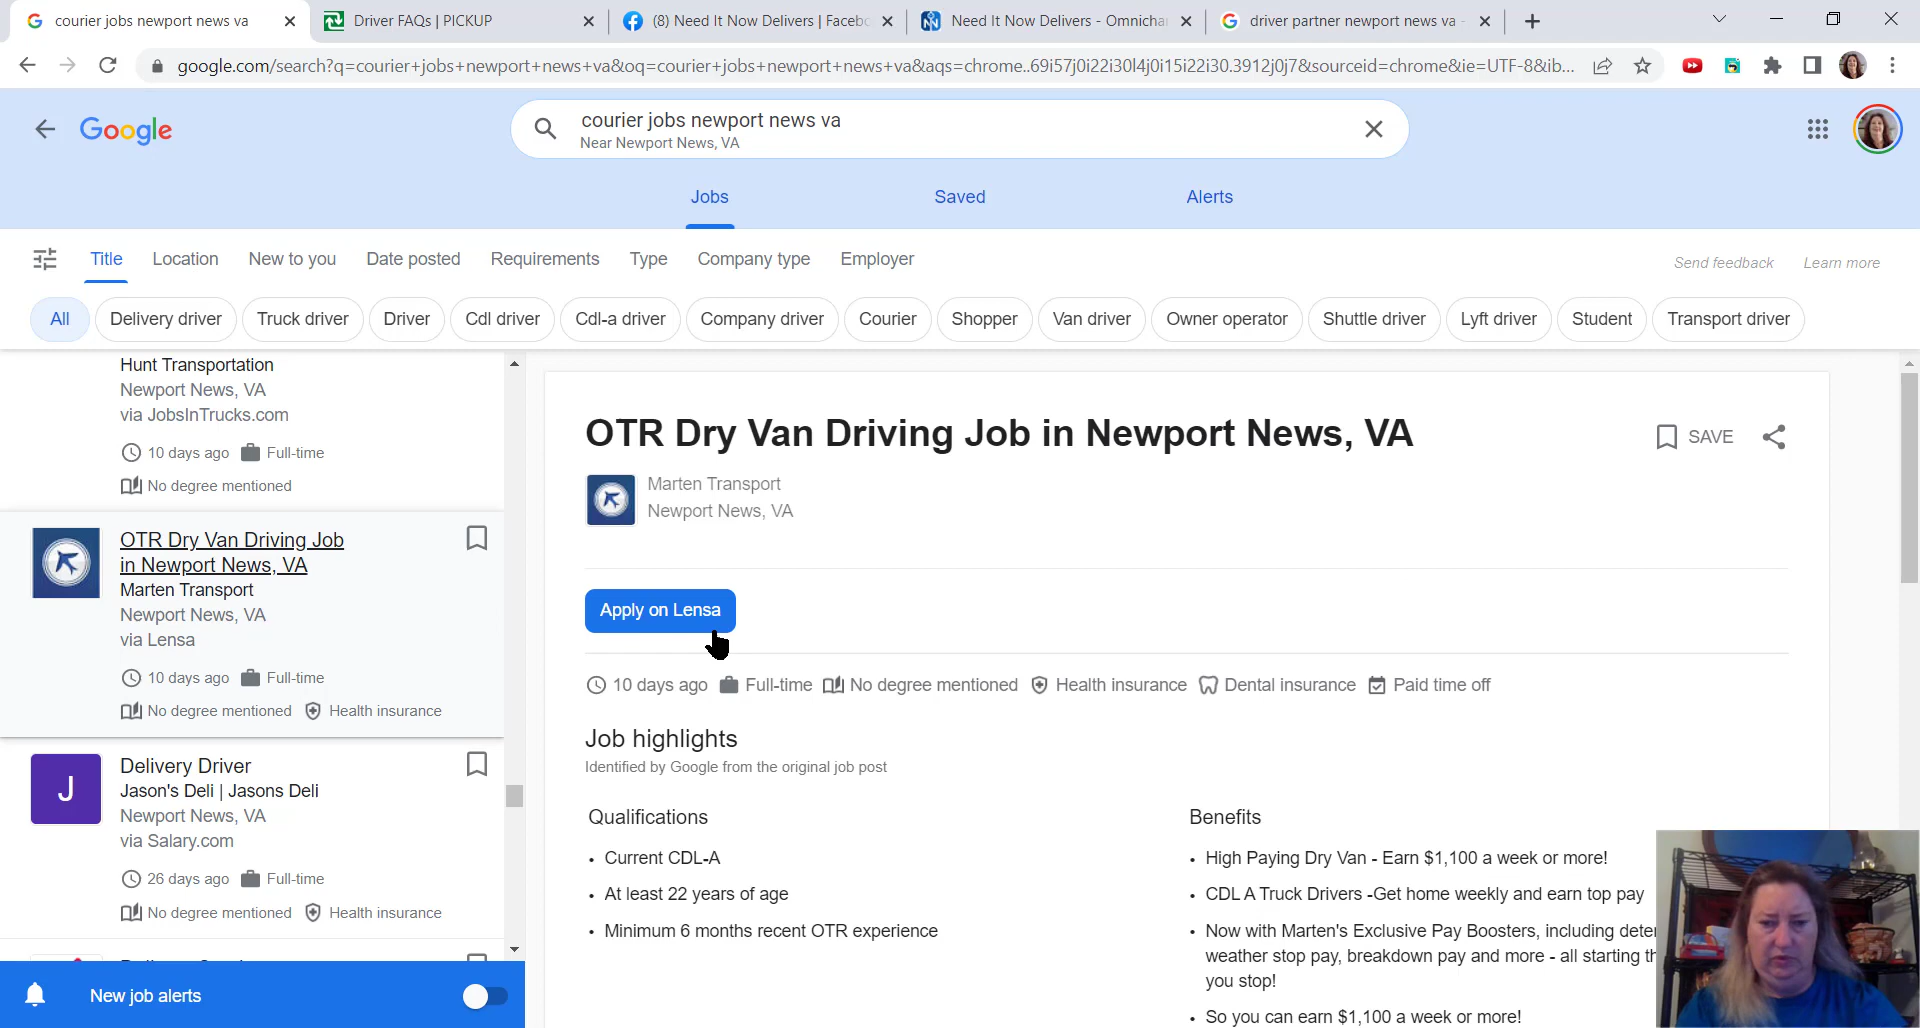 courier jobs newport news va
Driver FAQs | PICKUP
(8) Need It Now Delivers | Facebo
Need It Now Delivers - Omnichan
driver partner newport news va -
google.com/search?q=courier+jobs+newport+news+va&oq=courier+jobs+newport+news+va&aqs=chrome..69i57j0i22i30l4j0i15i22i30.3912j0j7&sourceid=chrome&ie=UTF-8&ib...
Google
courier jobs newport news va
Near Newport News, VA
Jobs
Saved
Alerts
Title
Location
New to you
Date posted
Requirements
Type
Company type
Employer
Send feedback
Learn more
All
Delivery driver
Truck driver
Driver
Cdl driver
Cdl-a driver
Company driver
Courier
Shopper
Van driver
Owner operator
Shuttle driver
Lyft driver
Student
Transport driver
Hunt Transportation
Newport News, VA
via JobsInTrucks.com
10 days ago Full-time
No degree mentioned
OTR Dry Van Driving Job
in Newport News, VA
Marten Transport
Newport News, VA
via Lensa
10 days ago Full-time
No degree mentioned Health insurance
J
Delivery Driver
Jason's Deli | Jasons Deli
Newport News, VA
via Salary.com
26 days ago Full-time
No degree mentioned Health insurance
New job alerts
OTR Dry Van Driving Job in Newport News, VA
SAVE
Marten Transport
Newport News, VA
Apply on Lensa
10 days ago Full-time No degree mentioned Health insurance Dental insurance Paid time off
Job highlights
Identified by Google from the original job post
Qualifications
• Current CDL-A
• At least 22 years of age
• Minimum 6 months recent OTR experience
Benefits
• High Paying Dry Van - Earn $1,100 a week or more!
• CDL A Truck Drivers -Get home weekly and earn top pay
• Now with Marten's Exclusive Pay Boosters, including deten
weather stop pay, breakdown pay and more - all starting th
you stop!
• So you can earn $1,100 a week or more!